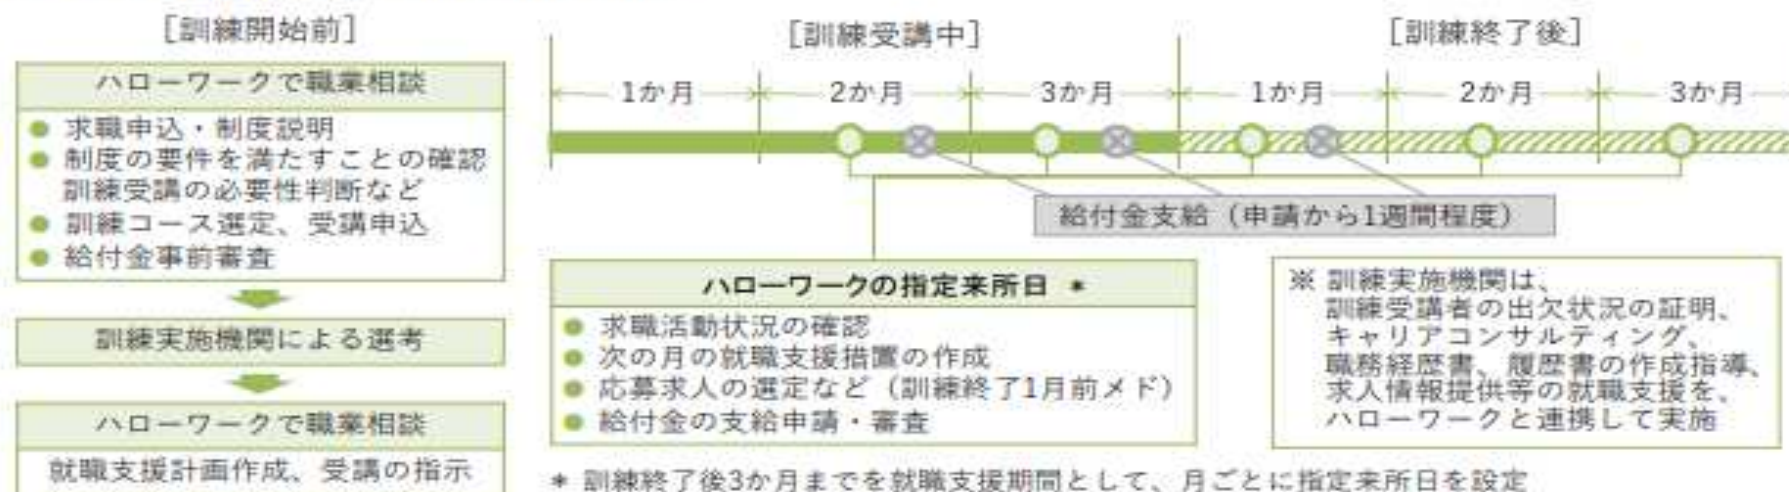 [訓練開始前]
ハローワークで職業相談
● 求職申込・制度説明
● 制度の要件を満たすことの確認
訓練受講の必要性判断など
● 訓練コース選定、受講申込
● 給付金事前審査
訓練実施機関による選考
ハローワークで職業相談
就職支援計画作成、受講の指示
[訓練受講中]
[訓練終了後]
1か月
2か月
3か月
1か月
2か月
3か月
給付金支給（申請から1週間程度）
ハローワークの指定来所日 *
● 求職活動状況の確認
● 次の月の就職支援措置の作成
● 応募求人の選定など（訓練終了1月前メド）
● 給付金の支給申請・審査
※ 訓練実施機関は、
訓練受講者の出欠状況の証明、
キャリアコンサルティング、
職務経歴書、履歴書の作成指導、
求人情報提供等の就職支援を、
ハローワークと連携して実施
* 訓練終了後3か月までを就職支援期間として、月ごとに指定来所日を設定